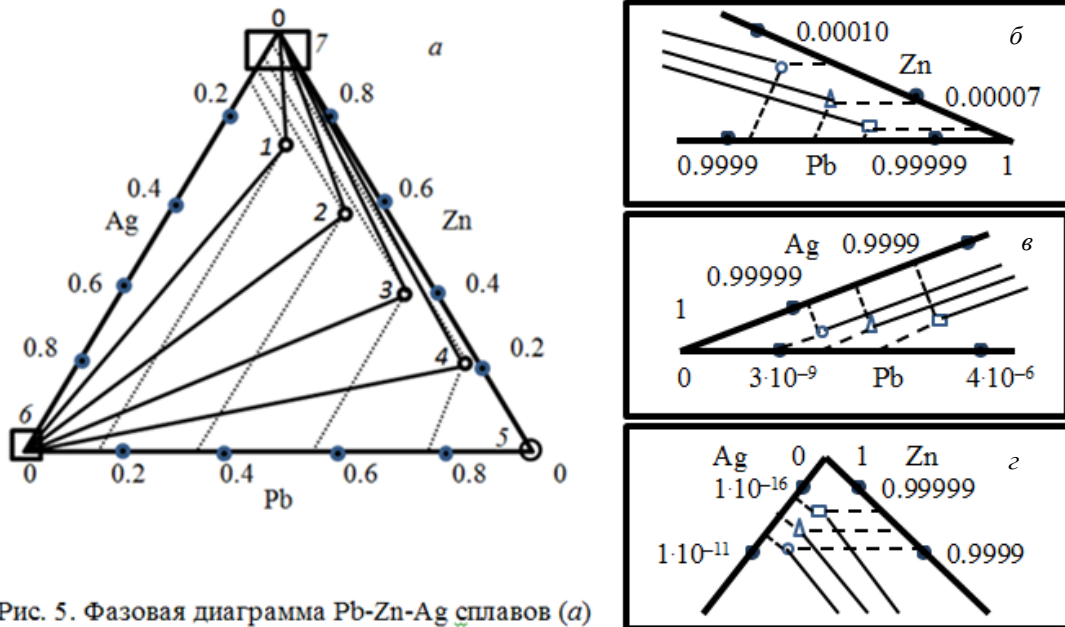 0
7
а
0.2
0.8
1
0.4
Ag
2
0.6
Zn
0.6
3
0.4
0.8
4
0.2
6
5
0
0.2
0.4
0.6
0.8
0
Pb
Рис. 5. Фазовая диаграмма Pb-Zn-Ag сплавов (а)
0.00010
б
Zn
0.00007
0.9999
Pb
0.99999
1
Ag
0.9999
в
0.99999
1
0
3·10⁻⁹
Pb
4·10⁻⁶
Ag
0
1
Zn
г
1·10⁻¹⁶
0.99999
1·10⁻¹¹
0.9999